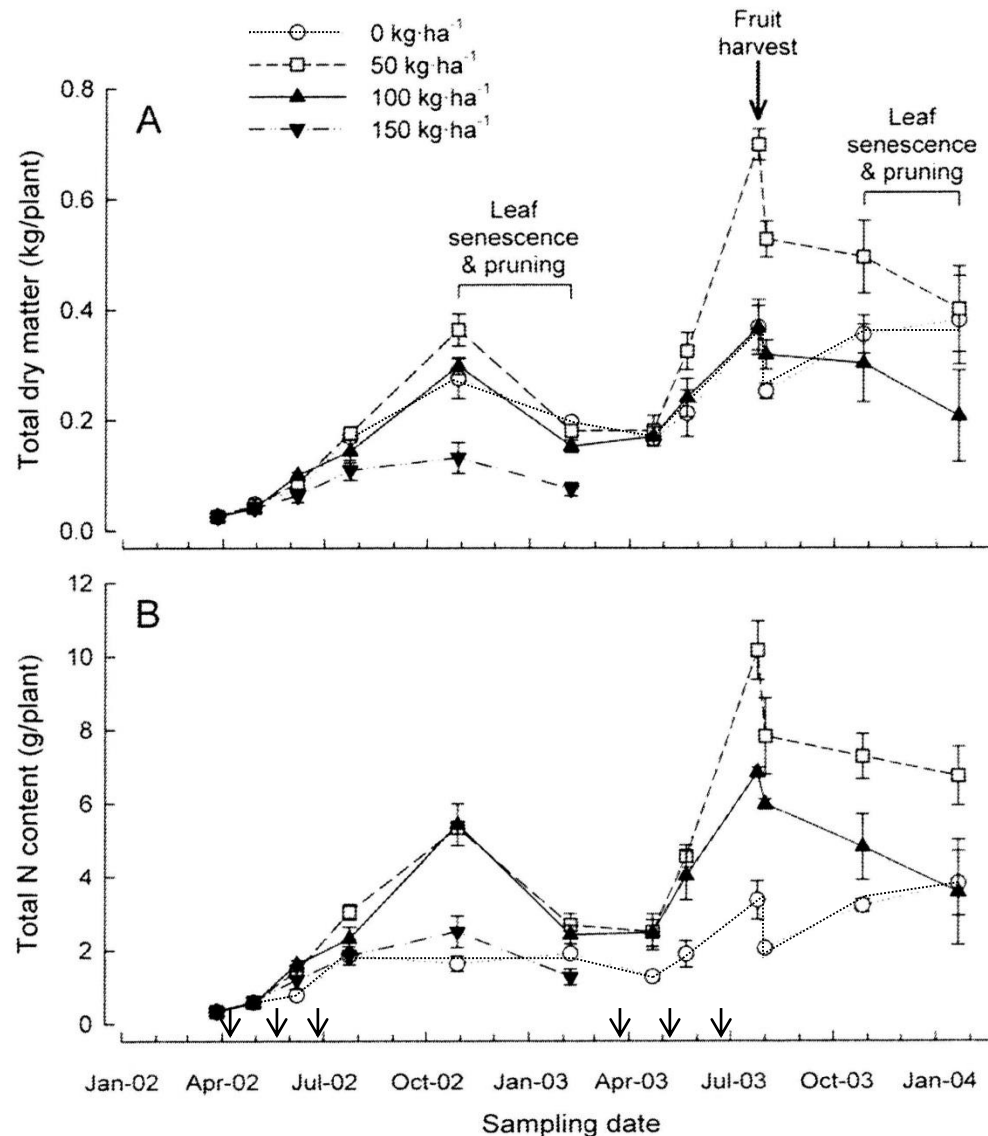 0 kg·ha⁻¹
50 kg·ha⁻¹
100 kg·ha⁻¹
150 kg·ha⁻¹
Fruit
harvest
A
Leaf
senescence
& pruning
Leaf
senescence
& pruning
Total dry matter (kg/plant)
0.8
0.6
0.4
0.2
0.0
B
Total N content (g/plant)
12
10
8
6
4
2
0
Jan-02 Apr-02 Jul-02 Oct-02 Jan-03 Apr-03 Jul-03 Oct-03 Jan-04
Sampling date